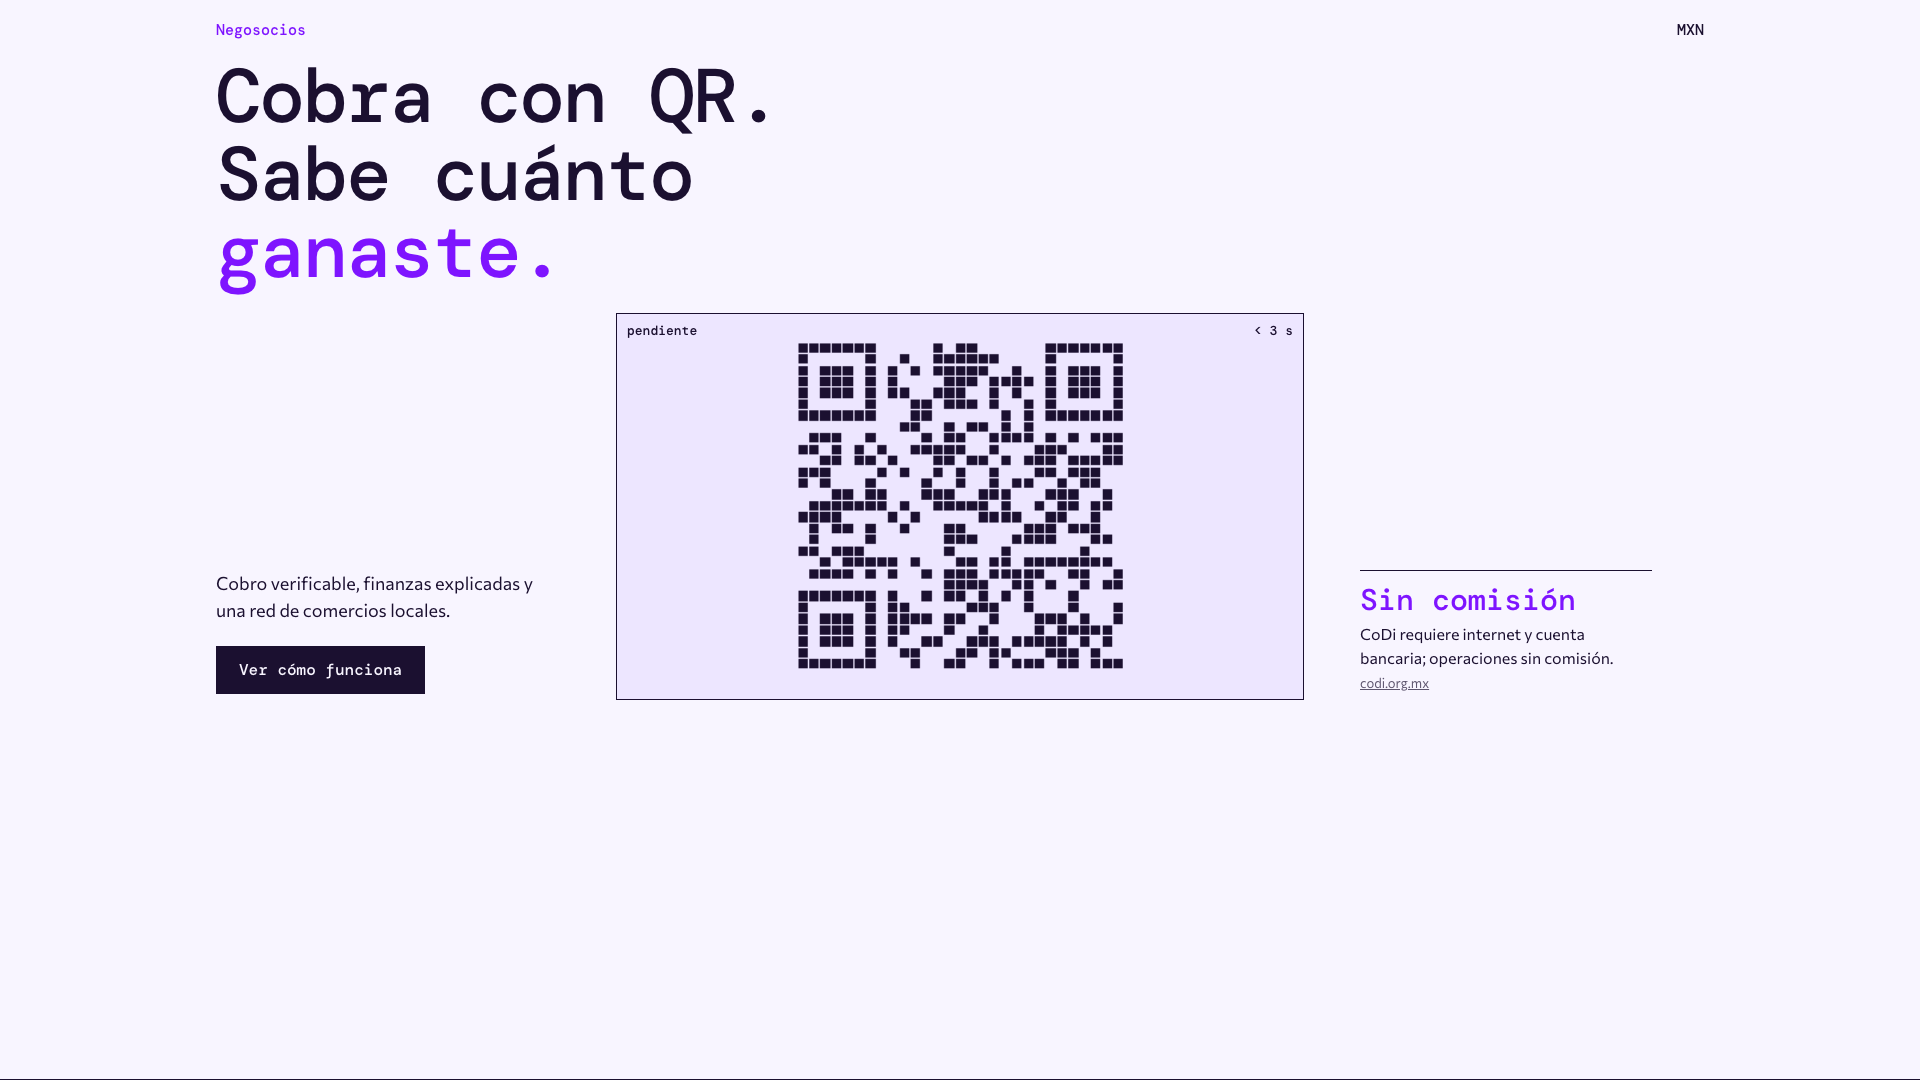 Negosocios
MXN
Cobra con QR.
Sabe cuánto
ganaste.
pendiente
< 3 s
Cobro verificable, finanzas explicadas y
una red de comercios locales.
Ver cómo funciona
Sin comisión
CoDi requiere internet y cuenta
bancaria; operaciones sin comisión.
codi.org.mx